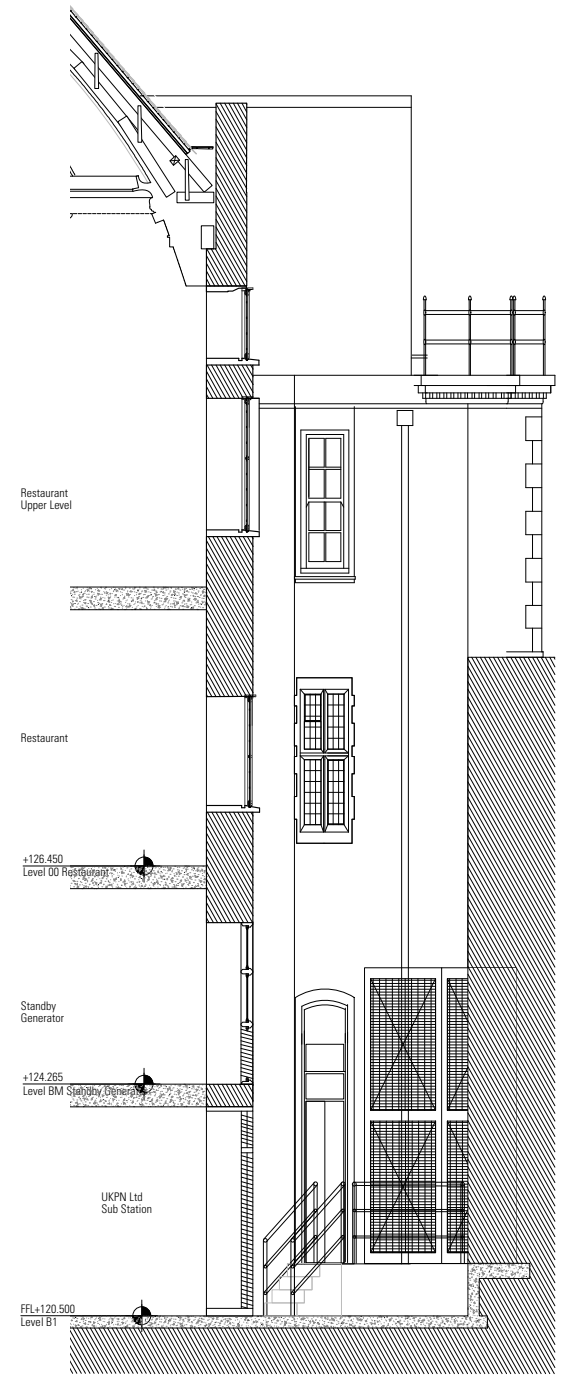 Restaurant
Upper Level
Restaurant
+126.450
Level 00 Restaurant
Standby
Generator
+124.265
Level BM Standby Generator
UKPN Ltd
Sub Station
FFL+120.500
Level B1